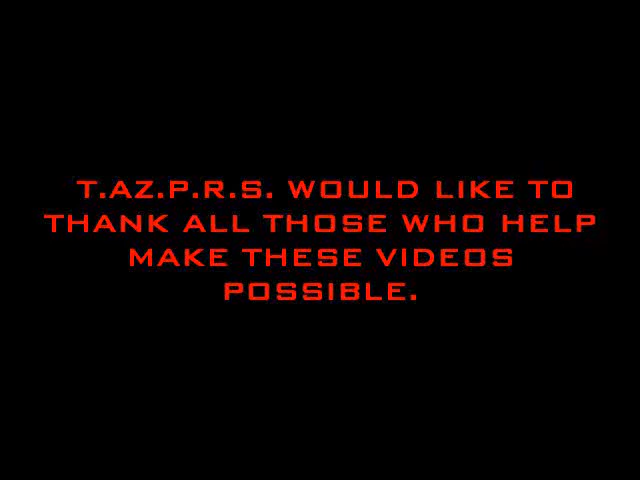 T.AZ.P.R.S. WOULD LIKE TO
THANK ALL THOSE WHO HELP
MAKE THESE VIDEOS
POSSIBLE.